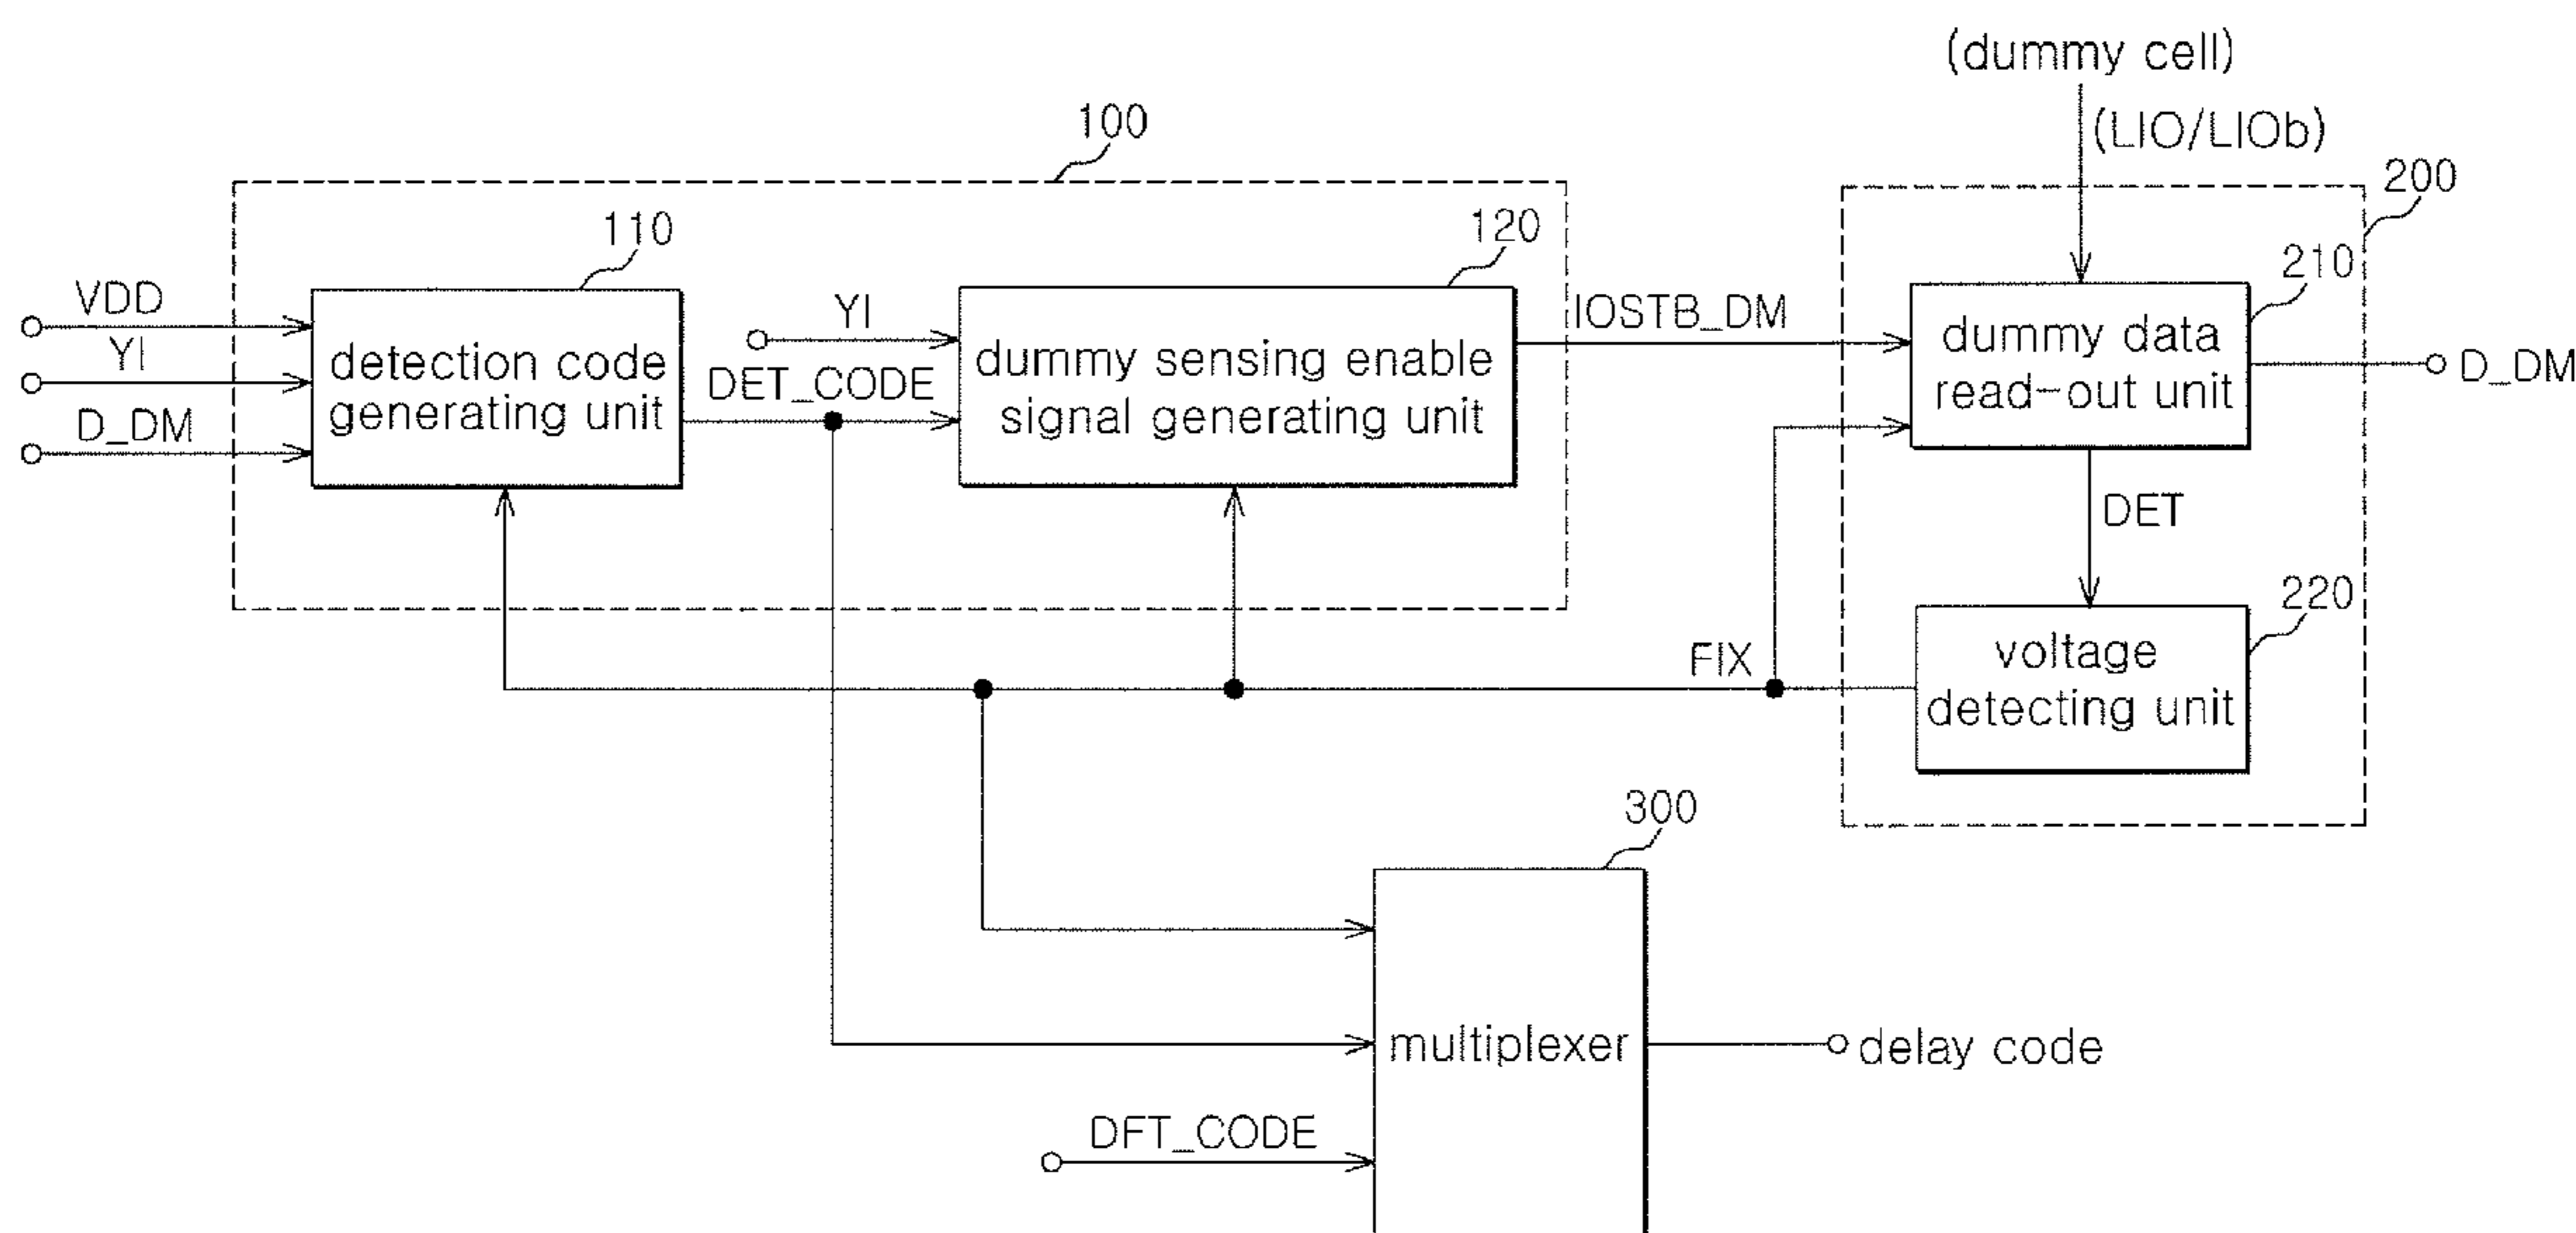 (dummy cell)
(LIO/LIOb)
100
200
110
120
210
VDD
YI
D_DM
detection code
generating unit
YI
DET_CODE
dummy sensing enable
signal generating unit
IOSTB_DM
dummy data
read-out unit
D_DM
DET
220
FIX
voltage
detecting unit
300
multiplexer
delay code
DFT_CODE